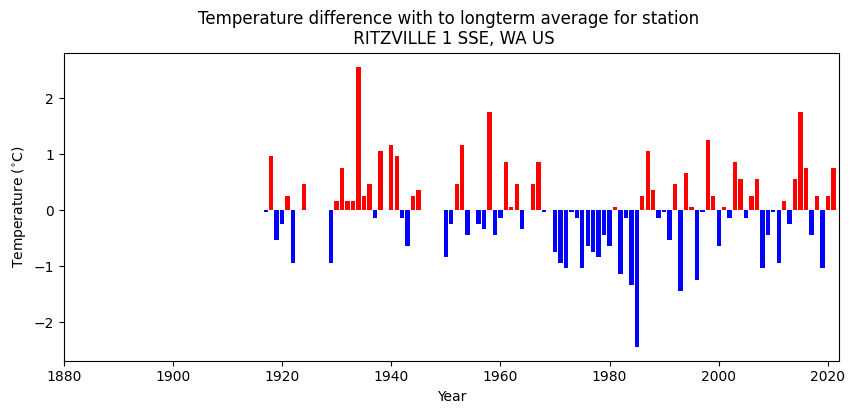 Temperature difference with to longterm average for station
RITZVILLE 1 SSE, WA US
Temperature (°C)
2
1
0
−1
−2
1880 1900 1920 1940 1960 1980 2000 2020
Year